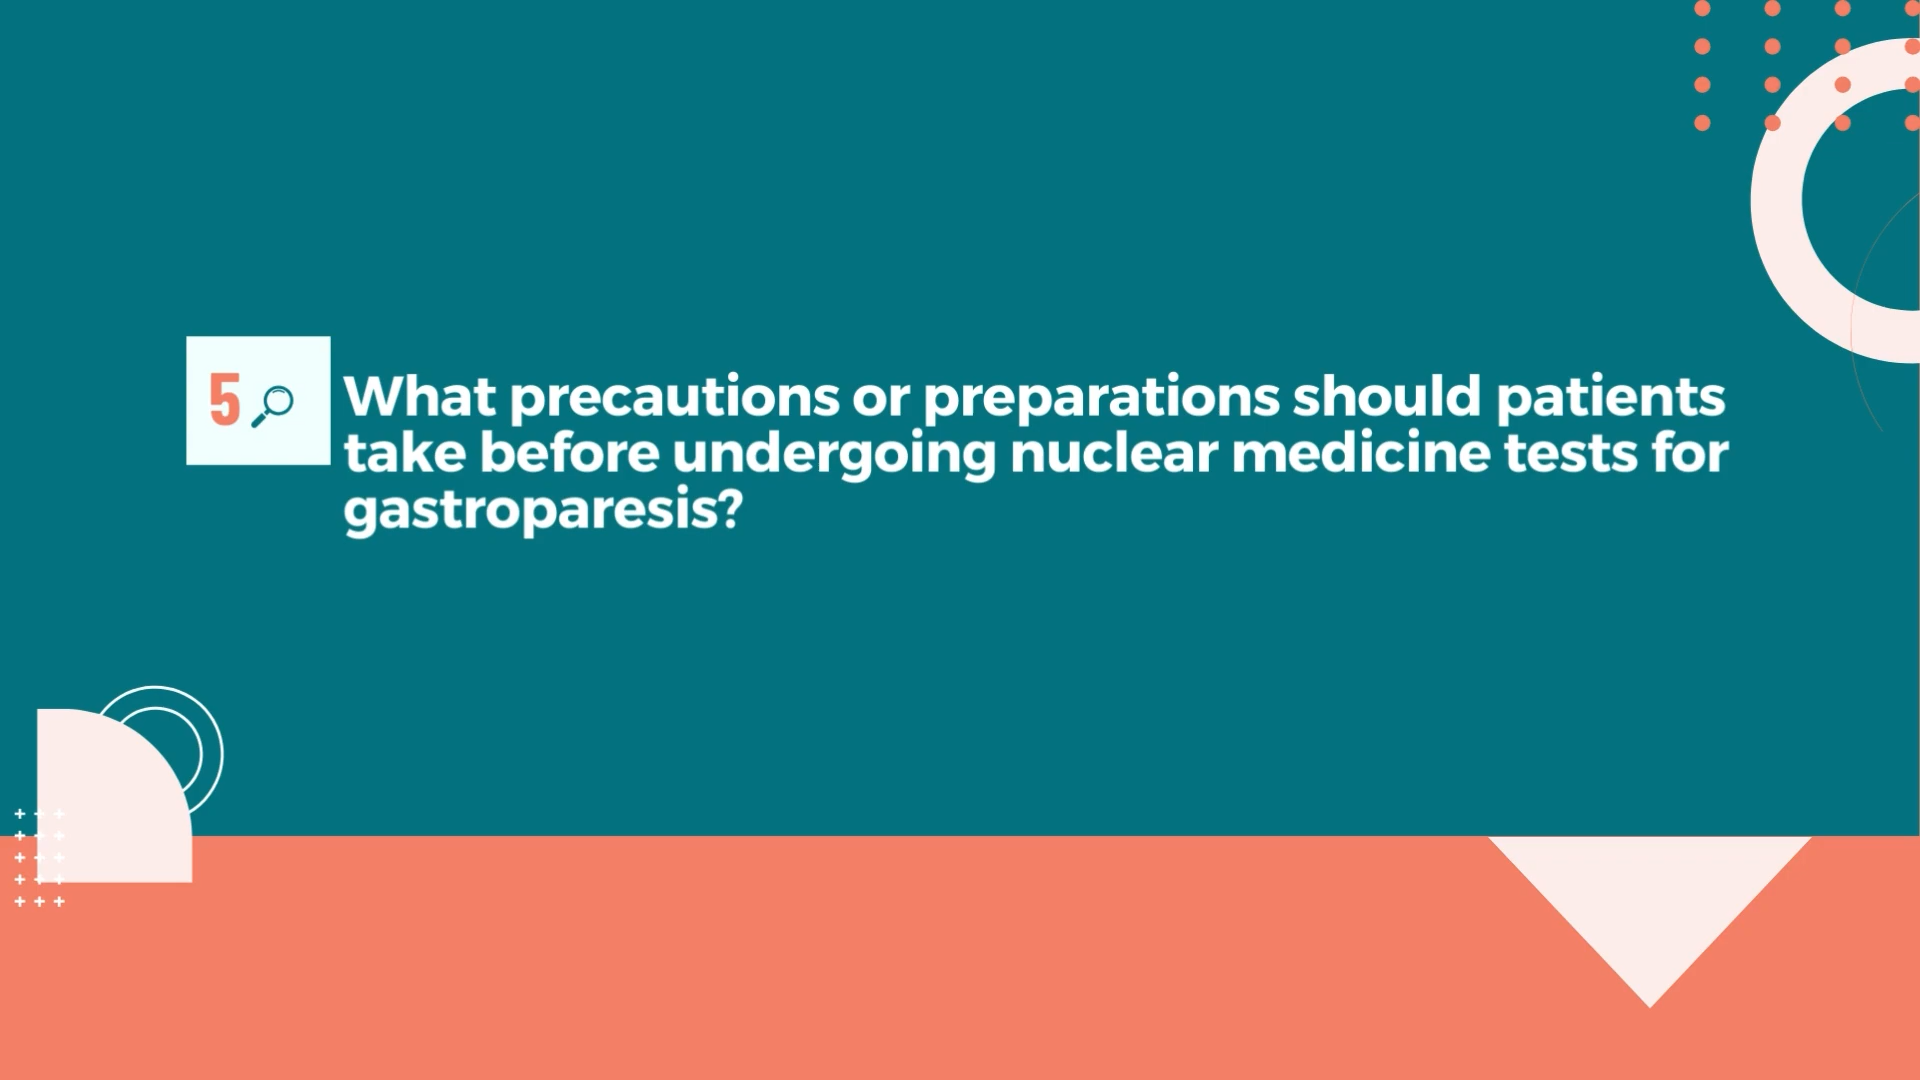 5
What precautions or preparations should patients
take before undergoing nuclear medicine tests for
gastroparesis?